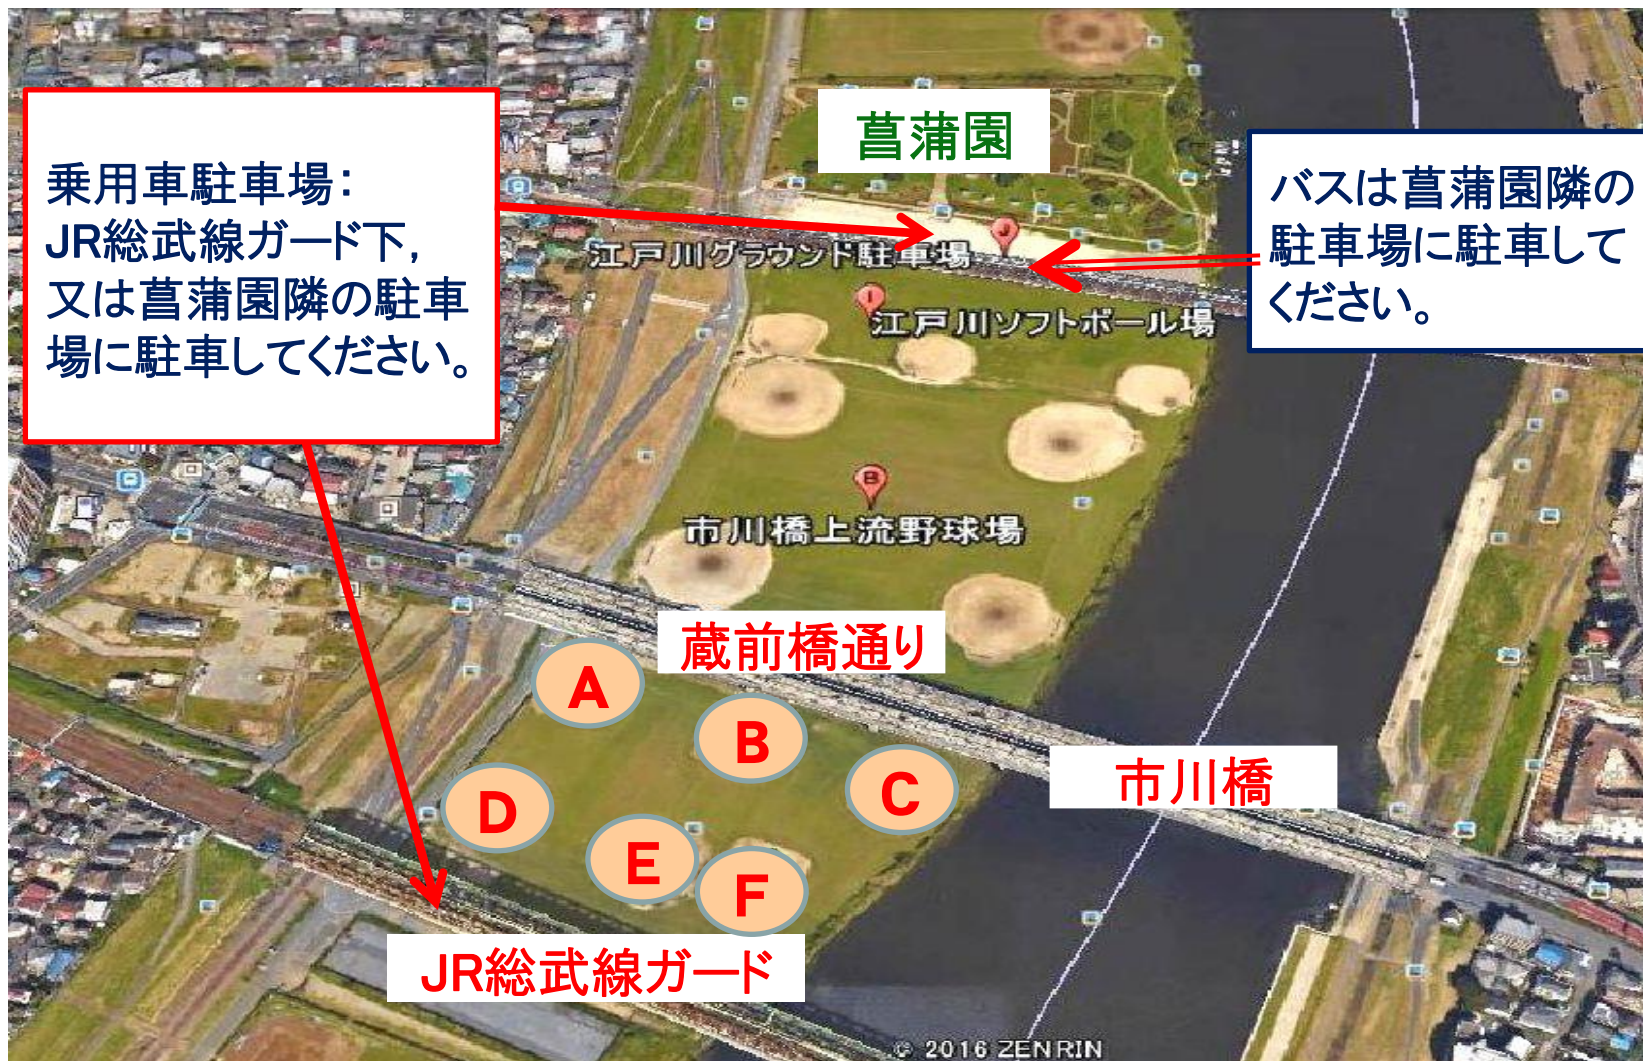 菖蒲園
乗用車駐車場：
JR総武線ガード下，
又は菖蒲園隣の駐車
場に駐車してください。
バスは菖蒲園隣の
駐車場に駐車して
ください。
J
江戸川グラウンド駐車場
I
江戸川ソフトボール場
B
市川橋上流野球場
蔵前橋通り
A
B
C
市川橋
D
E
F
JR総武線ガード
© 2016 ZENRIN